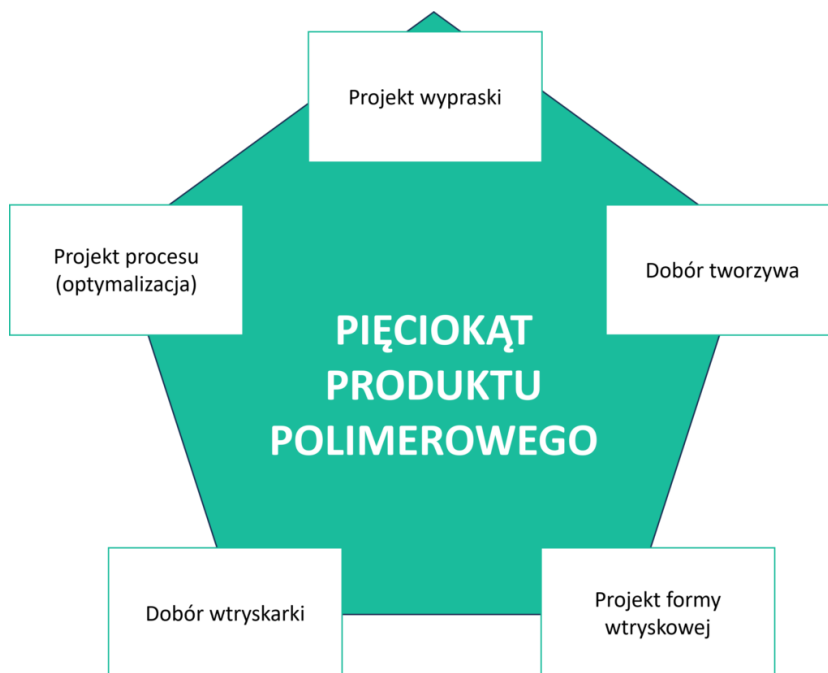 Projekt wypraski
Projekt procesu
(optymalizacja)
Dobór tworzywa
PIĘCIOKĄT
PRODUKTU
POLIMEROWEGO
Dobór wtryskarki
Projekt formy
wtryskowej